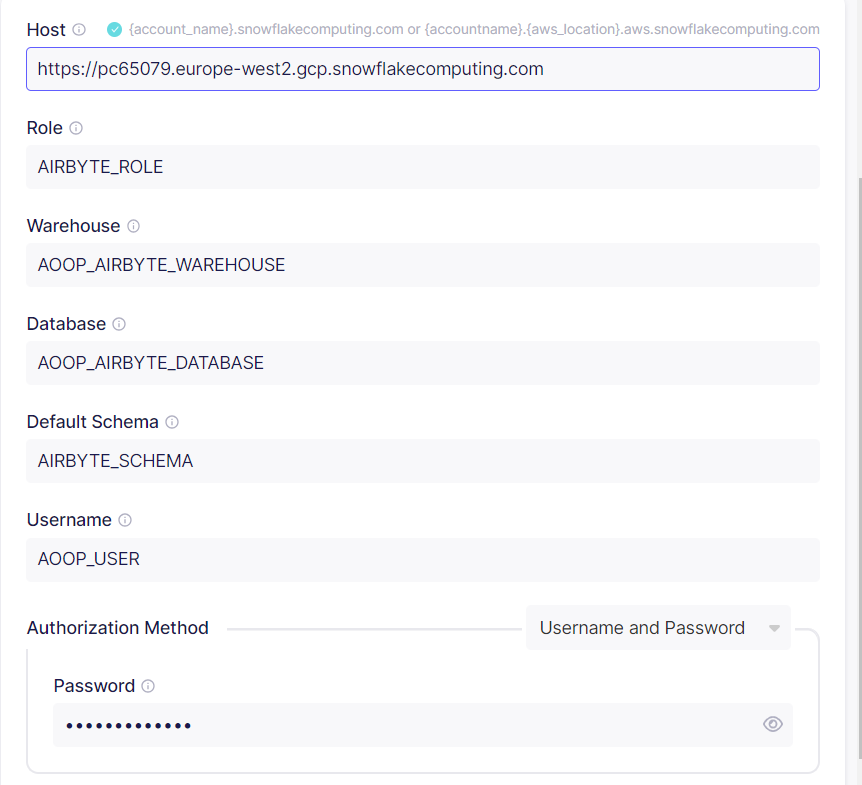 Host {account_name}.snowflakecomputing.com or {accountname}.{aws_location}.aws.snowflakecomputing.com
https://pc65079.europe-west2.gcp.snowflakecomputing.com
Role
AIRBYTE_ROLE
Warehouse
AOOP_AIRBYTE_WAREHOUSE
Database
AOOP_AIRBYTE_DATABASE
Default Schema
AIRBYTE_SCHEMA
Username
AOOP_USER
Authorization Method Username and Password
Password
•••••••••••••